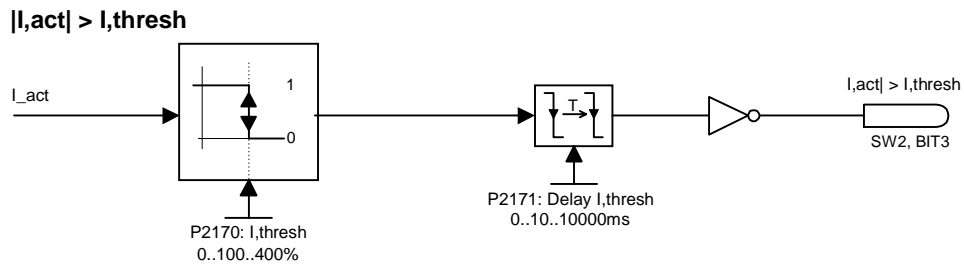 |I,act| > I,thresh
I_act
1
0
T
I,act| > I,thresh
SW2, BIT3
P2170: I,thresh
0..100..400%
P2171: Delay I,thresh
0..10..10000ms